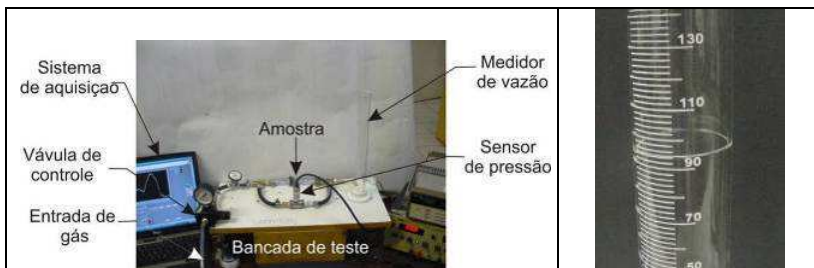 Sistema
de aquisiçao
Vávula de
controle
Entrada de
gás
Amostra
Bancada de teste
Medidor
de vazão
Sensor
de pressão
130
110
90
70
50